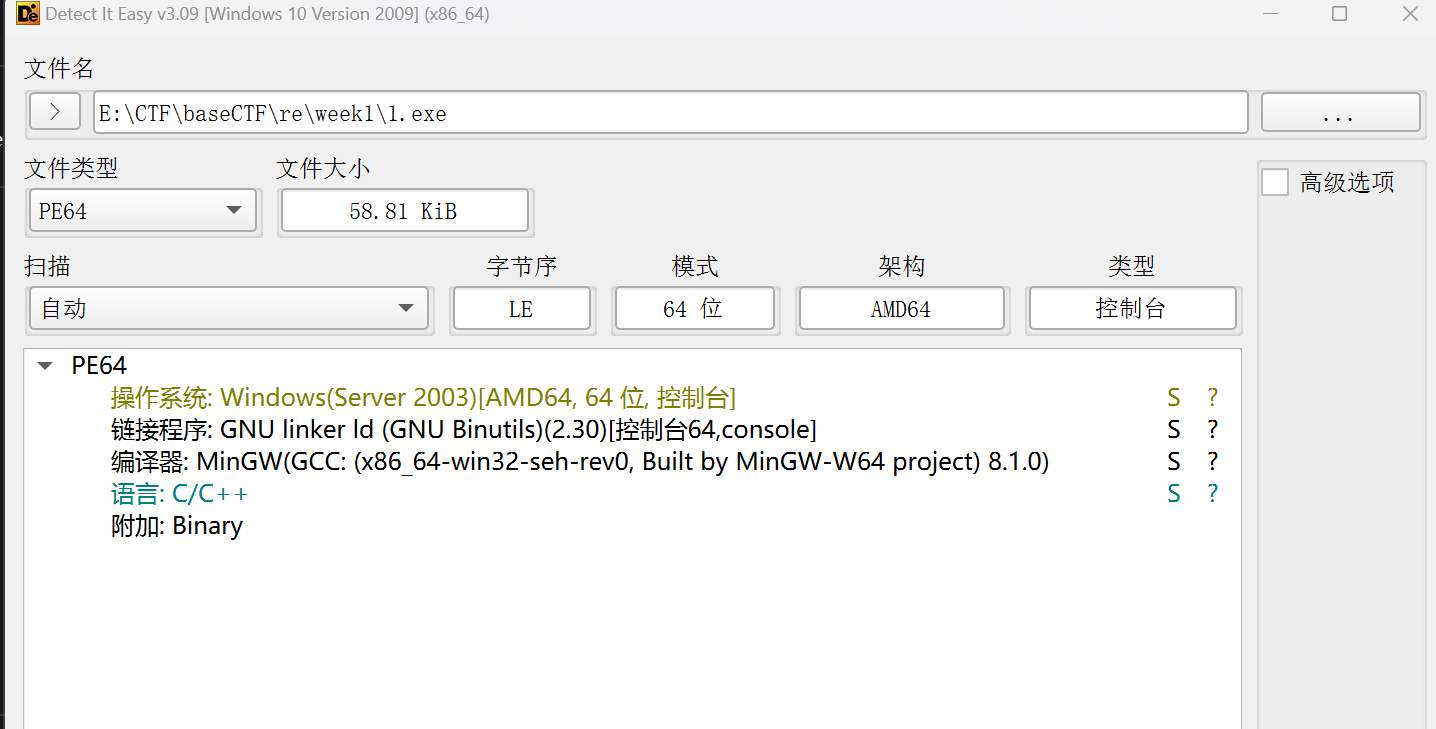 Detect It Easy v3.09 [Windows 10 Version 2009] (x86_64)
文件名
> E:\CTF\baseCTF\re\week1\1.exe ...
文件类型 文件大小
高级选项
PE64 58.81 KiB
扫描 字节序 模式 架构 类型
自动 LE 64 位 AMD64 控制台
PE64
操作系统: Windows(Server 2003)[AMD64, 64 位, 控制台] S ?
链接程序: GNU linker ld (GNU Binutils)(2.30)[控制台64,console] S ?
编译器: MinGW(GCC: (x86_64-win32-seh-rev0, Built by MinGW-W64 project) 8.1.0) S ?
语言: C/C++ S ?
附加: Binary